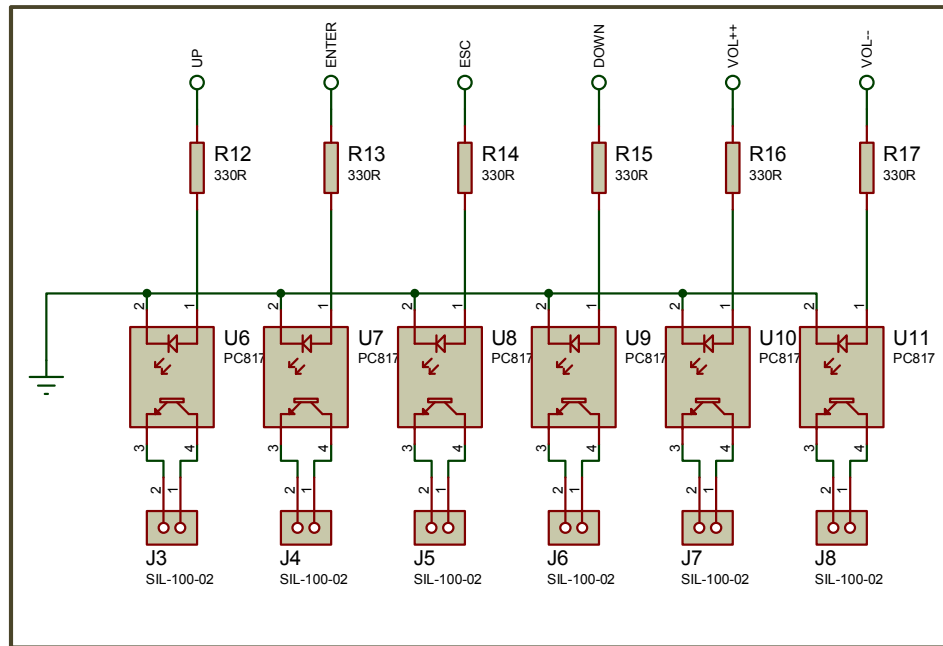 UP
ENTER
ESC
DOWN
VOL++
VOL--
R12
330R
R13
330R
R14
330R
R15
330R
R16
330R
R17
330R
2 1
2 1
2 1
2 1
2 1
2 1
U6
PC817
U7
PC817
U8
PC817
U9
PC817
U10
PC817
U11
PC817
3 4
3 4
3 4
3 4
3 4
3 4
2 1
2 1
2 1
2 1
2 1
2 1
J3
SIL-100-02
J4
SIL-100-02
J5
SIL-100-02
J6
SIL-100-02
J7
SIL-100-02
J8
SIL-100-02